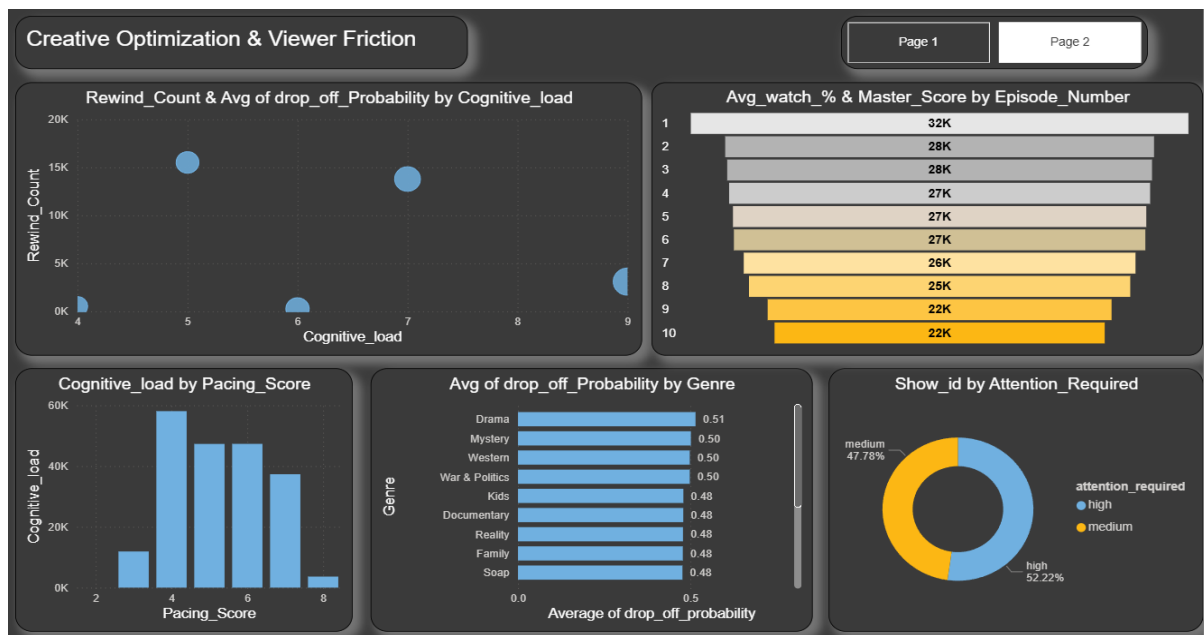 Creative Optimization & Viewer Friction
Page 1
Page 2
Rewind_Count & Avg of drop_off_Probability by Cognitive_load
20K
15K
10K
5K
0K
Rewind_Count
4 5 6 7 8 9
Cognitive_load
Avg_watch_% & Master_Score by Episode_Number
1 32K
2 28K
3 28K
4 27K
5 27K
6 27K
7 26K
8 25K
9 22K
10 22K
Cognitive_load by Pacing_Score
60K
40K
20K
0K
Cognitive_load
2 4 6 8
Pacing_Score
Avg of drop_off_Probability by Genre
Genre
Drama 0.51
Mystery 0.50
Western 0.50
War & Politics 0.50
Kids 0.48
Documentary 0.48
Reality 0.48
Family 0.48
Soap 0.48
0.0 0.5
Average of drop_off_probability
Show_id by Attention_Required
medium
47.78%
high
52.22%
attention_required
high
medium